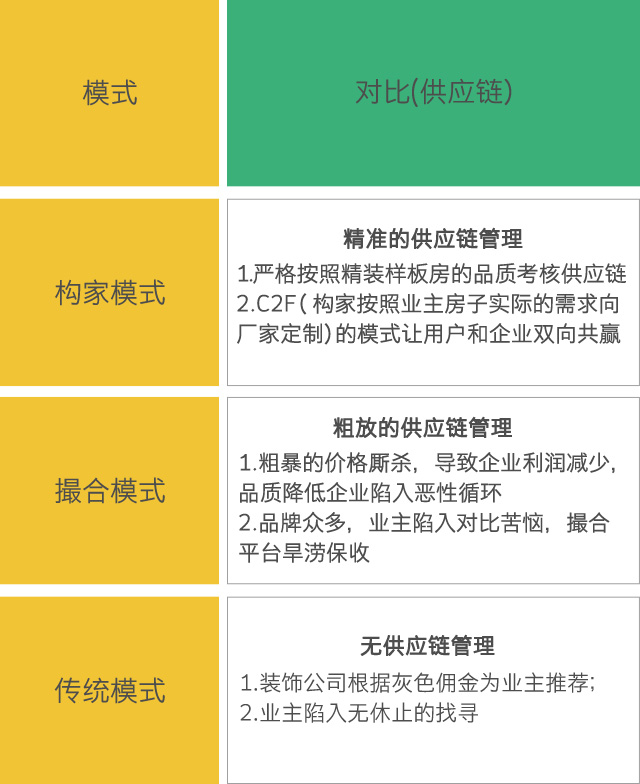 模式
对比(供应链)
构家模式
精准的供应链管理
1.严格按照精装样板房的品质考核供应链
2.C2F(构家按照业主房子实际的需求向
厂家定制)的模式让用户和企业双向共赢
撮合模式
粗放的供应链管理
1.粗暴的价格厮杀，导致企业利润减少，
品质降低企业陷入恶性循环
2.品牌众多，业主陷入对比苦恼，撮合
平台旱涝保收
传统模式
无供应链管理
1.装饰公司根据灰色佣金为业主推荐;
2.业主陷入无休止的找寻